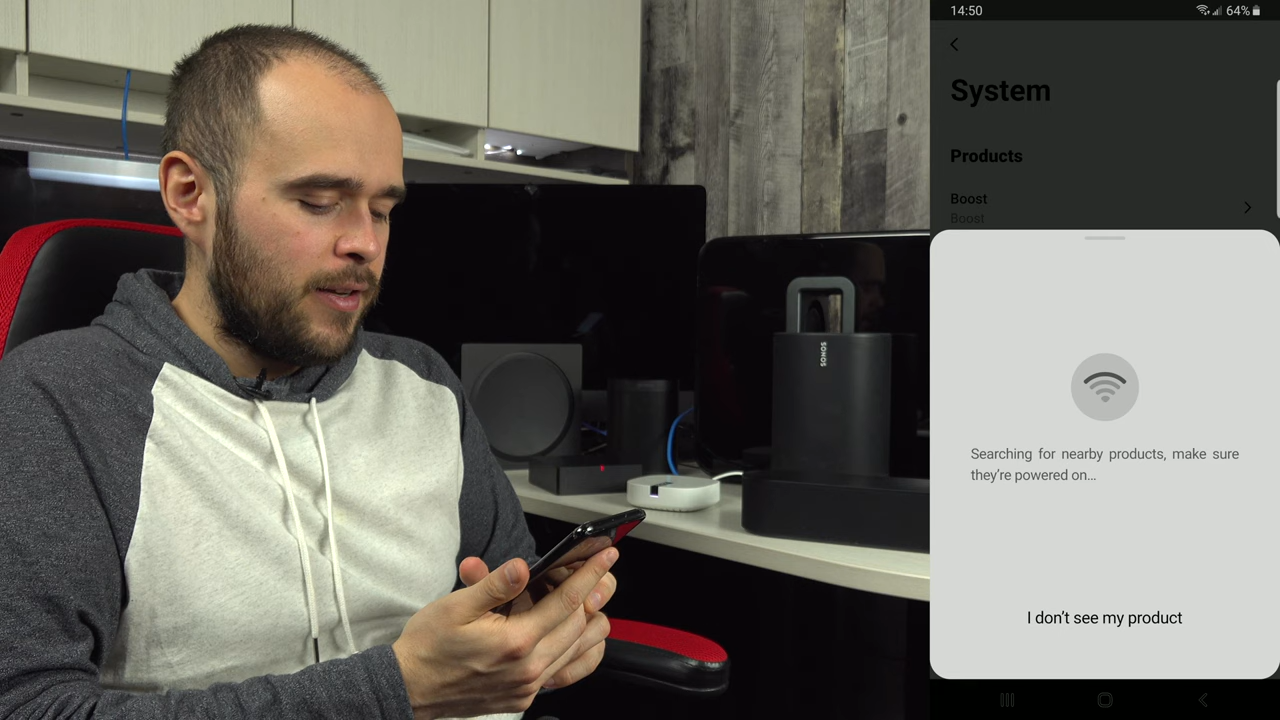 14:50
64%
System
Products
Boost
Boost
SONOS
Searching for nearby products, make sure
they're powered on...
I don't see my product